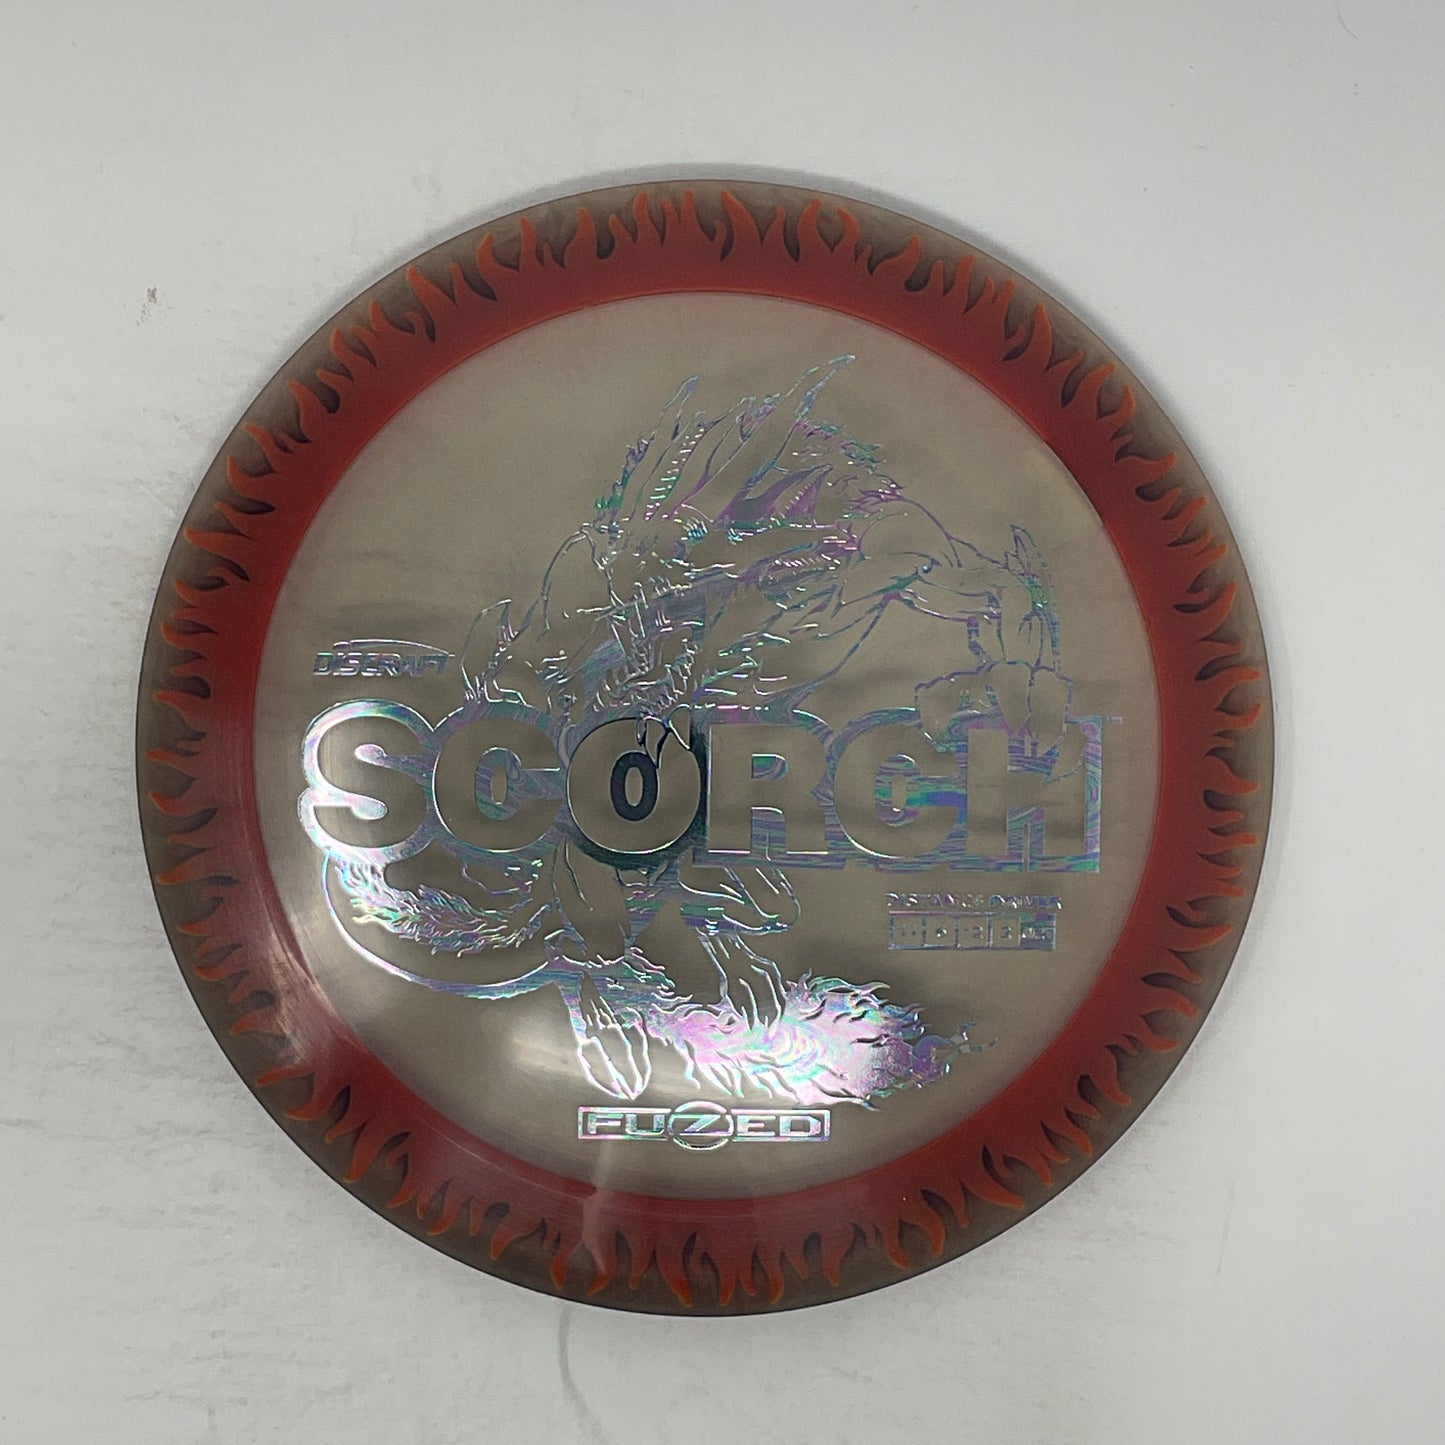 DISCRAFT
SCORCH
DISTANCE DRIVER
FUZED